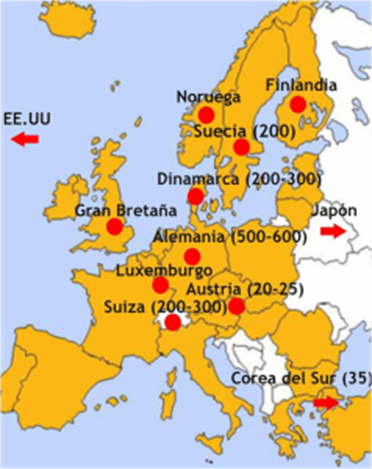 Finlandia
Noruega
EE.UU
Suecia (200)
Dinamarca (200-300)
Gran Bretaña
Japón
Alemania (500-600)
Luxemburgo
Austria (20-25)
Suiza (200-300)
Corea del Sur (35)